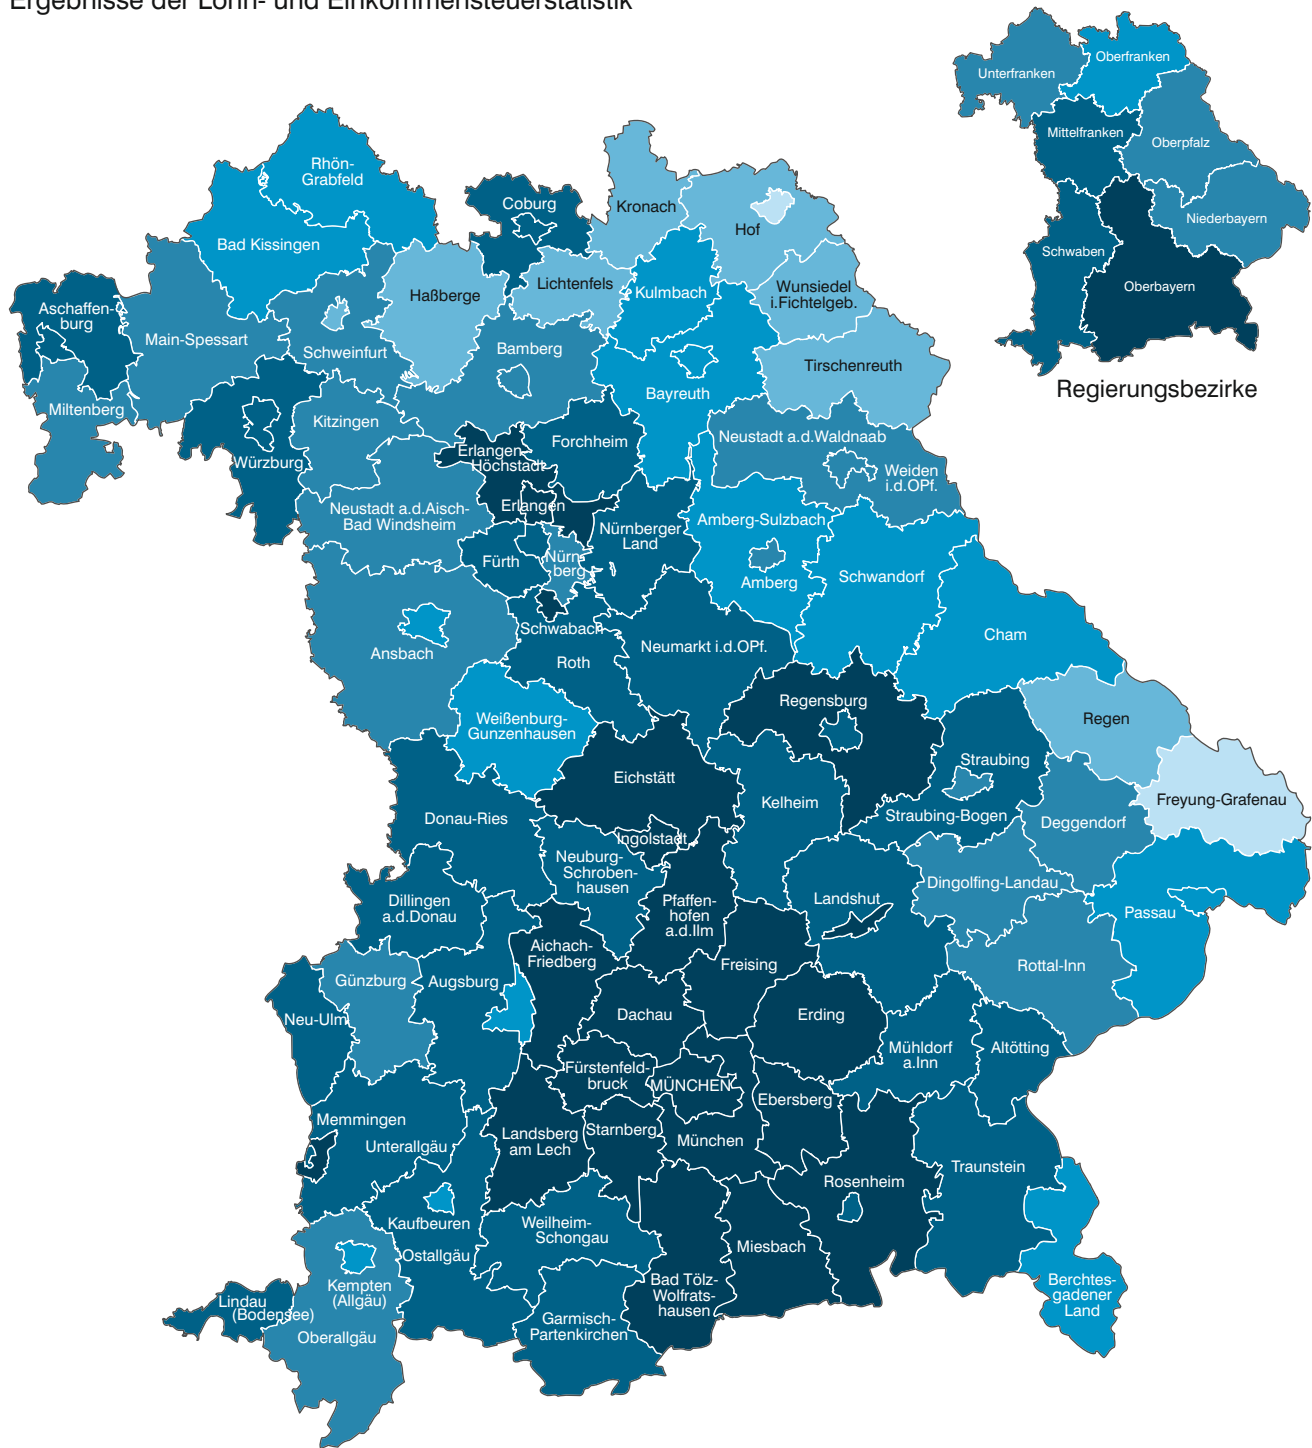 Ergebnisse der Lohn- und Einkommensteuerstatistik
Unterfranken
Oberfranken
Mittelfranken
Oberpfalz
Niederbayern
Schwaben
Oberbayern
Regierungsbezirke
Rhön-
Grabfeld
Bad Kissingen
Coburg
Kronach
Hof
Lichtenfels
Kulmbach
Wunsiedel
i.Fichtelgeb.
Haßberge
Aschaffen-
burg
Main-Spessart
Schweinfurt
Bamberg
Bayreuth
Tirschenreuth
Miltenberg
Kitzingen
Würzburg
Erlangen-
Höchstadt
Forchheim
Neustadt a.d.Waldnaab
Weiden
i.d.OPf.
Neustadt a.d.Aisch-
Bad Windsheim
Erlangen
Nürnberger
Land
Amberg-Sulzbach
Amberg
Fürth
Nürn-
berg
Schwandorf
Cham
Ansbach
Schwabach
Roth
Neumarkt i.d.OPf.
Weißenburg-
Gunzenhausen
Regensburg
Regen
Eichstätt
Kelheim
Straubing
Straubing-Bogen
Freyung-Grafenau
Deggendorf
Donau-Ries
Ingolstadt
Neuburg-
Schroben-
hausen
Dingolfing-Landau
Dillingen
a.d.Donau
Pfaffen-
hofen
a.d.Ilm
Landshut
Passau
Aichach-
Friedberg
Freising
Rottal-Inn
Günzburg
Augsburg
Neu-Ulm
Dachau
Erding
Mühldorf
a.Inn
Altötting
Fürstenfeld-
bruck
MÜNCHEN
Ebersberg
Memmingen
Unterallgäu
Landsberg
am Lech
Starnberg
München
Traunstein
Rosenheim
Kaufbeuren
Ostallgäu
Weilheim-
Schongau
Miesbach
Bad Tölz-
Wolfrats-
hausen
Berchtes-
gadener
Land
Kempten
(Allgäu)
Lindau
(Bodensee)
Oberallgäu
Garmisch-
Partenkirchen